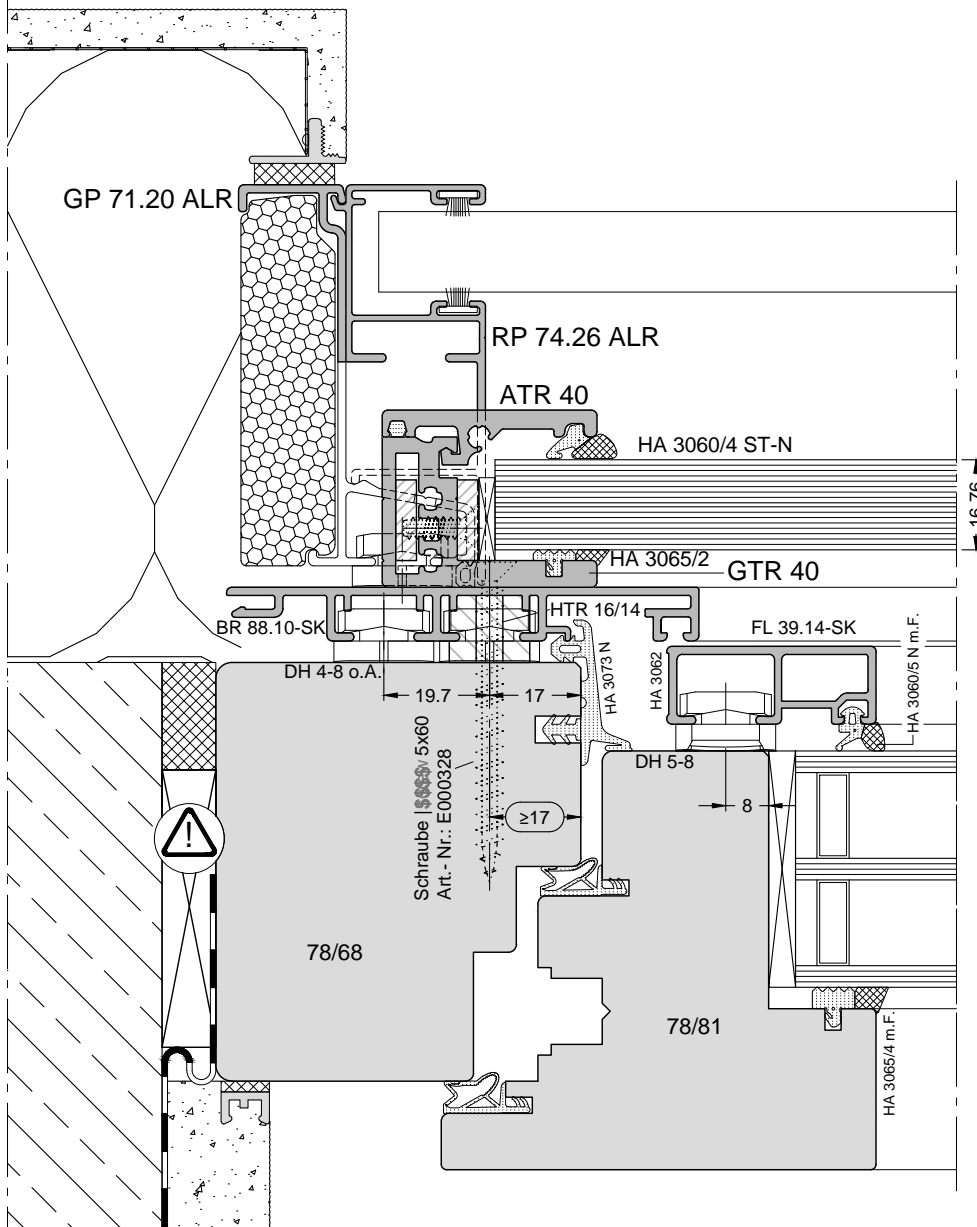 GP 71.20 ALR
RP 74.26 ALR
ATR 40
HA 3060/4 ST-N
16.76
HA 3065/2
GTR 40
HTR 16/14
BR 88.10-SK
FL 39.14-SK
HA 3060/5 N m.F.
HA 3062
HA 3073 N
DH 4-8 o.A.
19.7
17
DH 5-8
8
Schraube 5x60
Art.- Nr.: E000328
≥17
!
78/68
78/81
HA 3065/4 m.F.